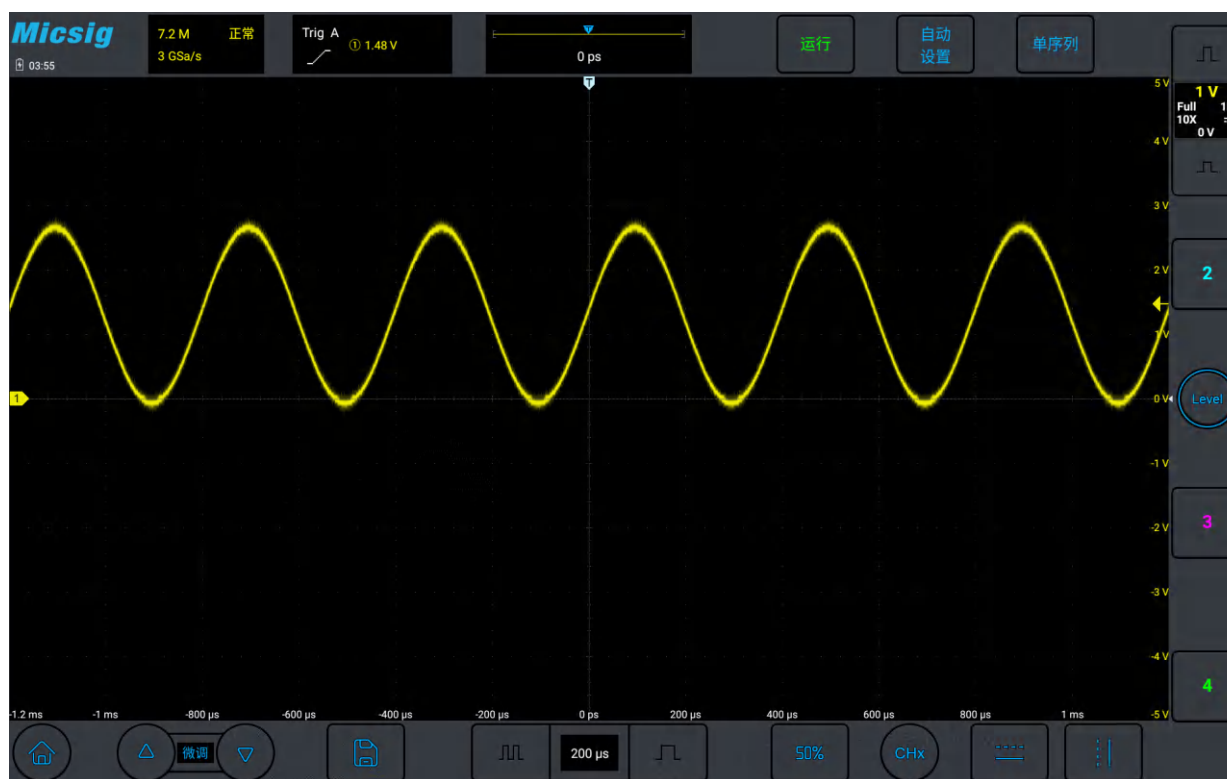 Micsig
03:55
7.2 M 正常
3 GSa/s
Trig A
① 1.48 V
0 ps
运行
自动
设置
单序列
T
5 V
4 V
3 V
2 V
1 V
0 V
-1 V
-2 V
-3 V
-4 V
-5 V
1
1 V
Full 1
10X
0 V
2
Level
3
4
-1.2 ms -1 ms -800 μs -600 μs -400 μs -200 μs 0 ps 200 μs 400 μs 600 μs 800 μs 1 ms
微调
200 μs
50%
CHx